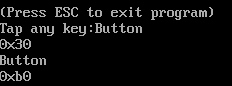 (Press ESC to exit program)
Tap any key:Button
0x30
Button
0xb0